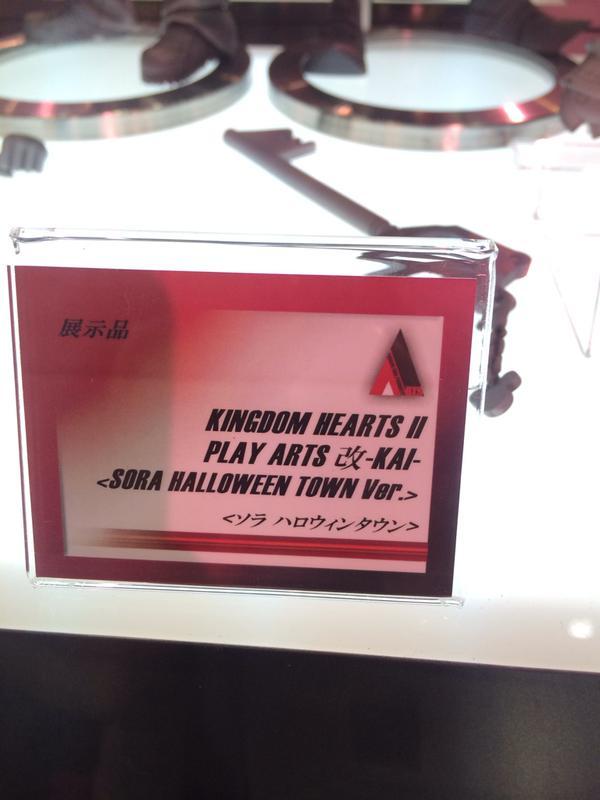 展示品
KINGDOM HEARTS II
PLAY ARTS 改-KAI-
<SORA HALLOWEEN TOWN Ver.>
<ソラ ハロウィンタウン>